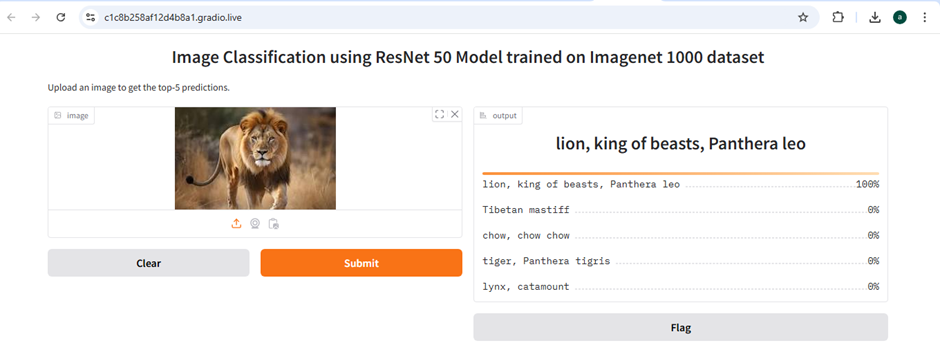 c1c8b258af12d4b8a1.gradio.live
a
Image Classification using ResNet 50 Model trained on Imagenet 1000 dataset
Upload an image to get the top-5 predictions.
image
Clear
Submit
output
lion, king of beasts, Panthera leo
lion, king of beasts, Panthera leo 100%
Tibetan mastiff 0%
chow, chow chow 0%
tiger, Panthera tigris 0%
lynx, catamount 0%
Flag